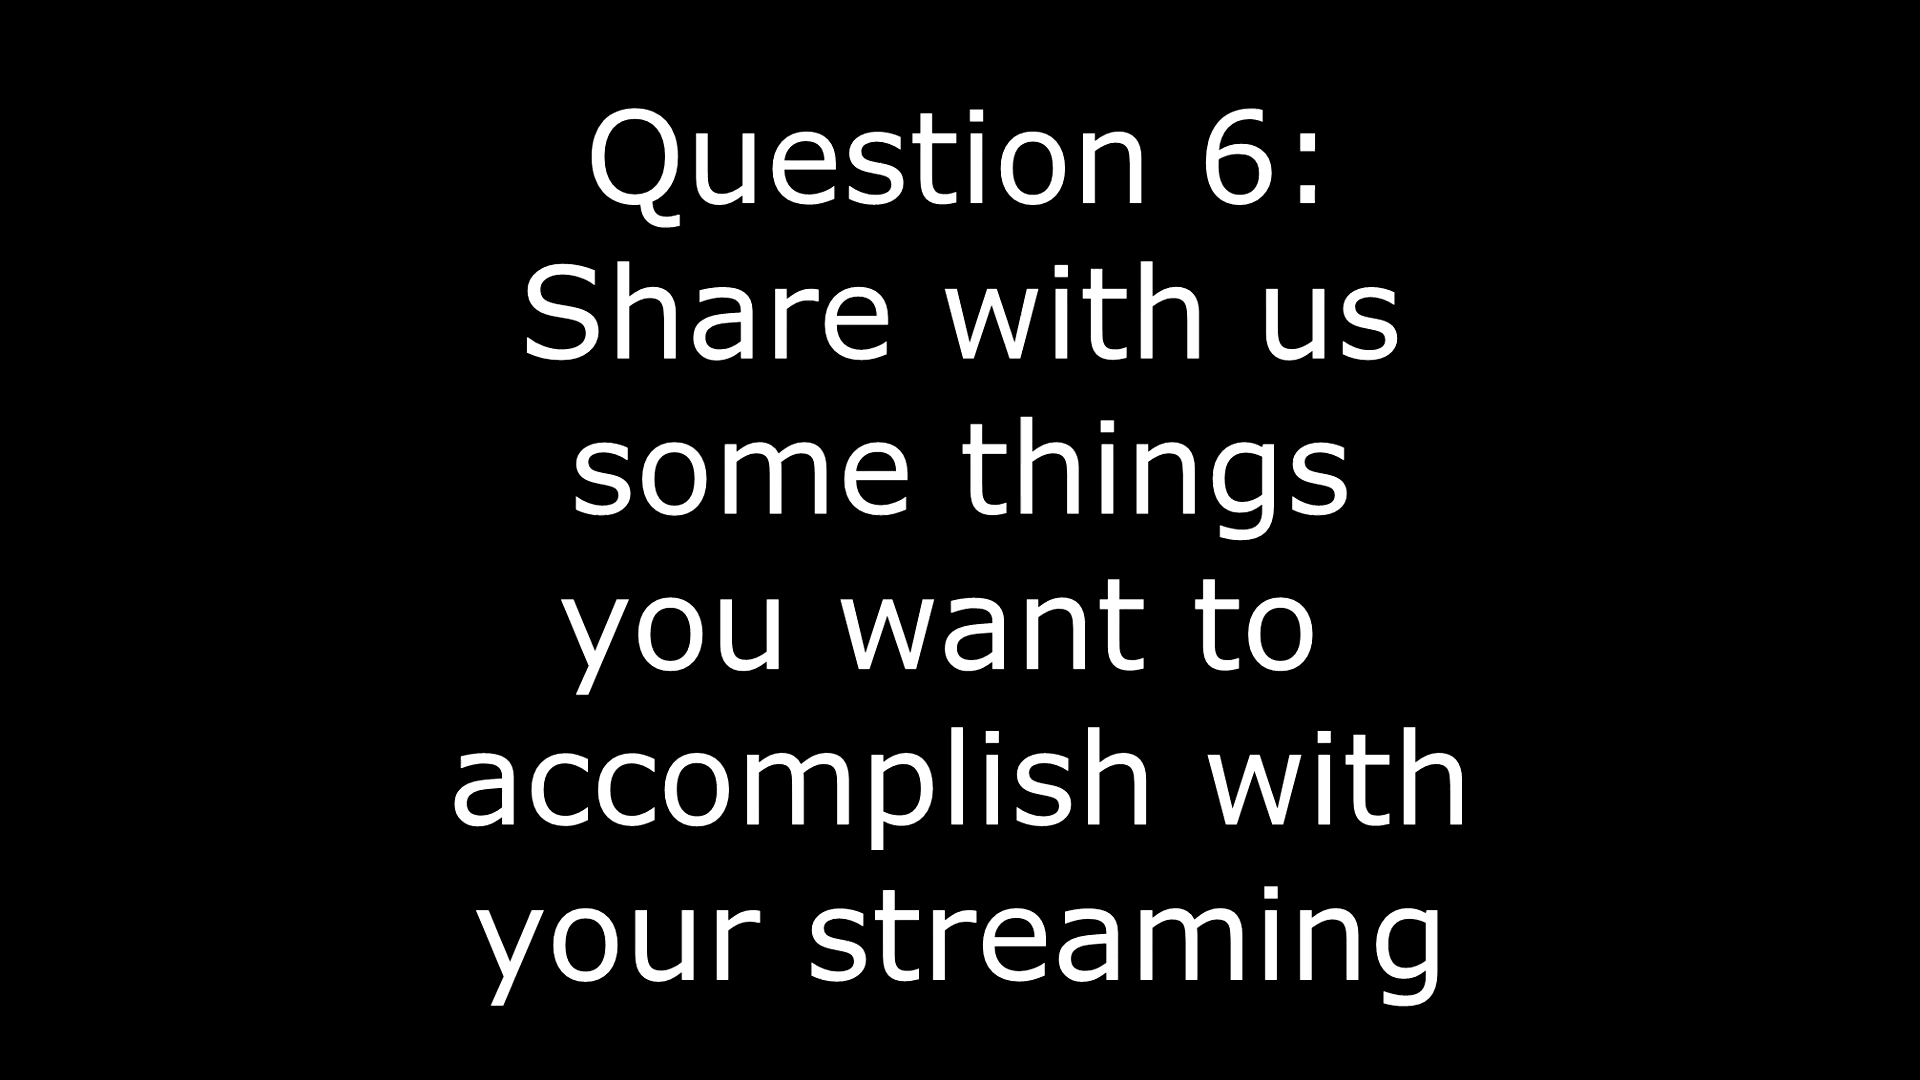 Question 6:
Share with us
some things
you want to
accomplish with
your streaming